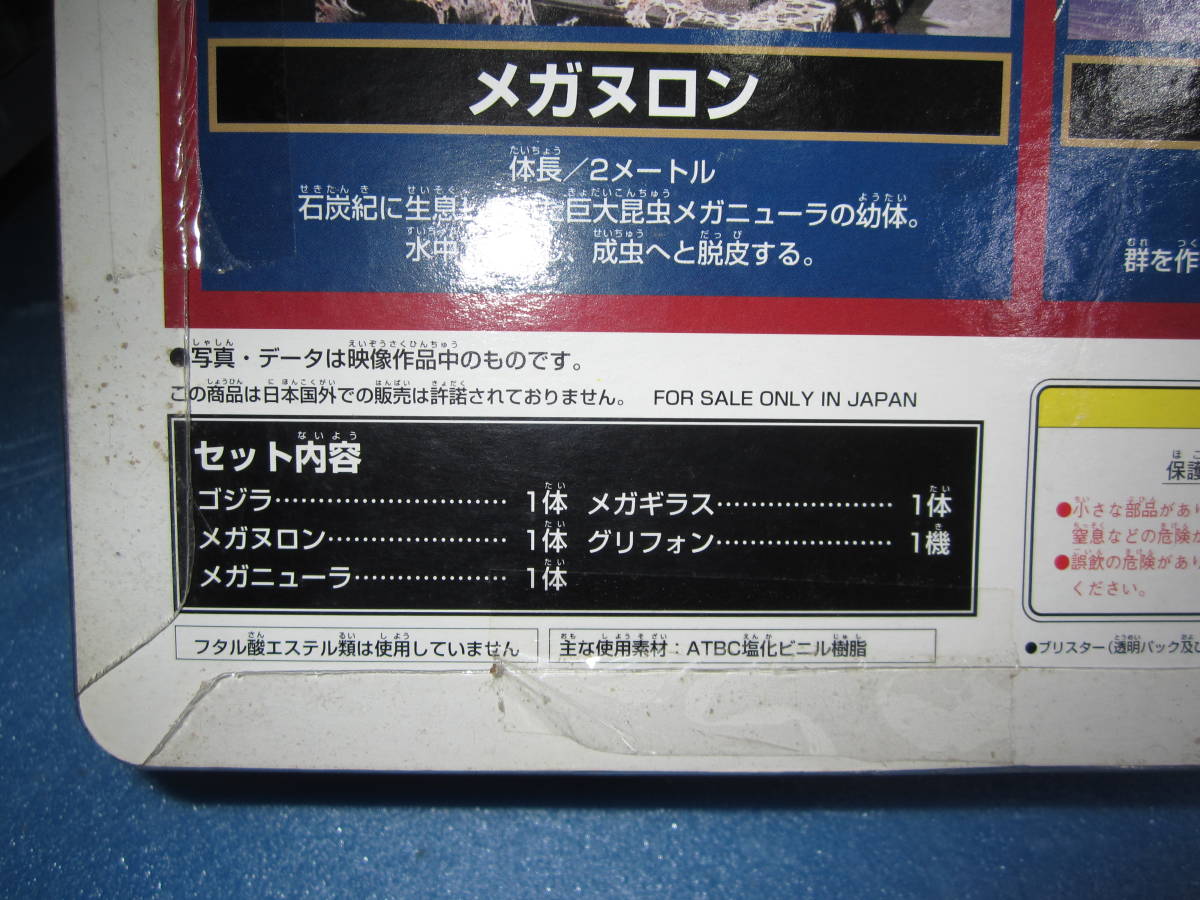 メガヌロン
体長／2メートル
石炭紀に生息 巨大昆虫メガニューラの幼体。
水中 、成虫へと脱皮する。
群を作
●写真・データは映像作品中のものです。
この商品は日本国外での販売は許諾されておりません。 FOR SALE ONLY IN JAPAN
セット内容
ゴジラ…………………… 1体 メガギラス………………… 1体
メガヌロン………………… 1体 グリフォン………………… 1機
メガニューラ……………… 1体
フタル酸エステル類は使用していません
主な使用素材：ATBC塩化ビニル樹脂
保護
●小さな部品があり
窒息などの危険が
●誤飲の危険があり
ください。
●ブリスター（透明パック及び